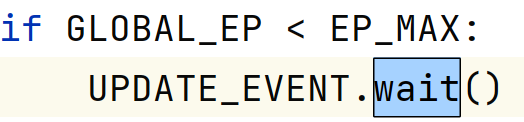 if GLOBAL_EP < EP_MAX:
    UPDATE_EVENT.wait()